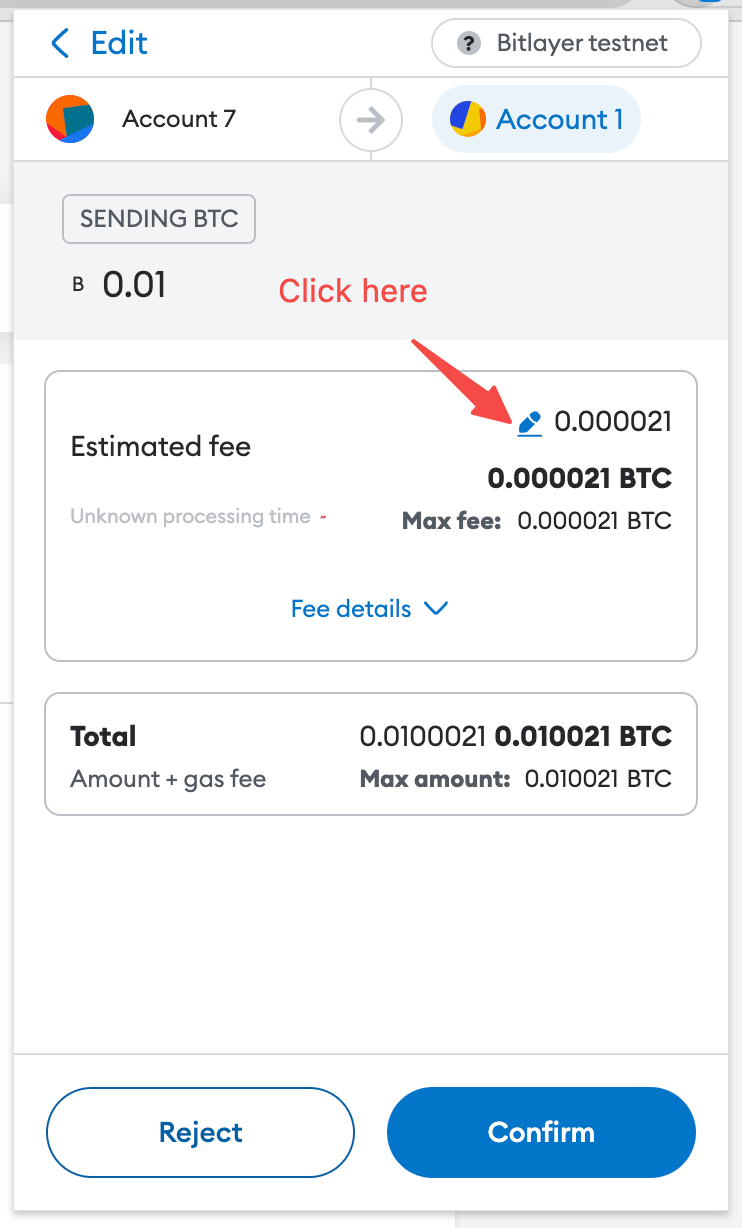 Edit
? Bitlayer testnet
Account 7
Account 1
SENDING BTC
B 0.01
Click here
0.000021
Estimated fee
0.000021 BTC
Unknown processing time ~
Max fee: 0.000021 BTC
Fee details
Total 0.0100021 0.010021 BTC
Amount + gas fee Max amount: 0.010021 BTC
Reject Confirm